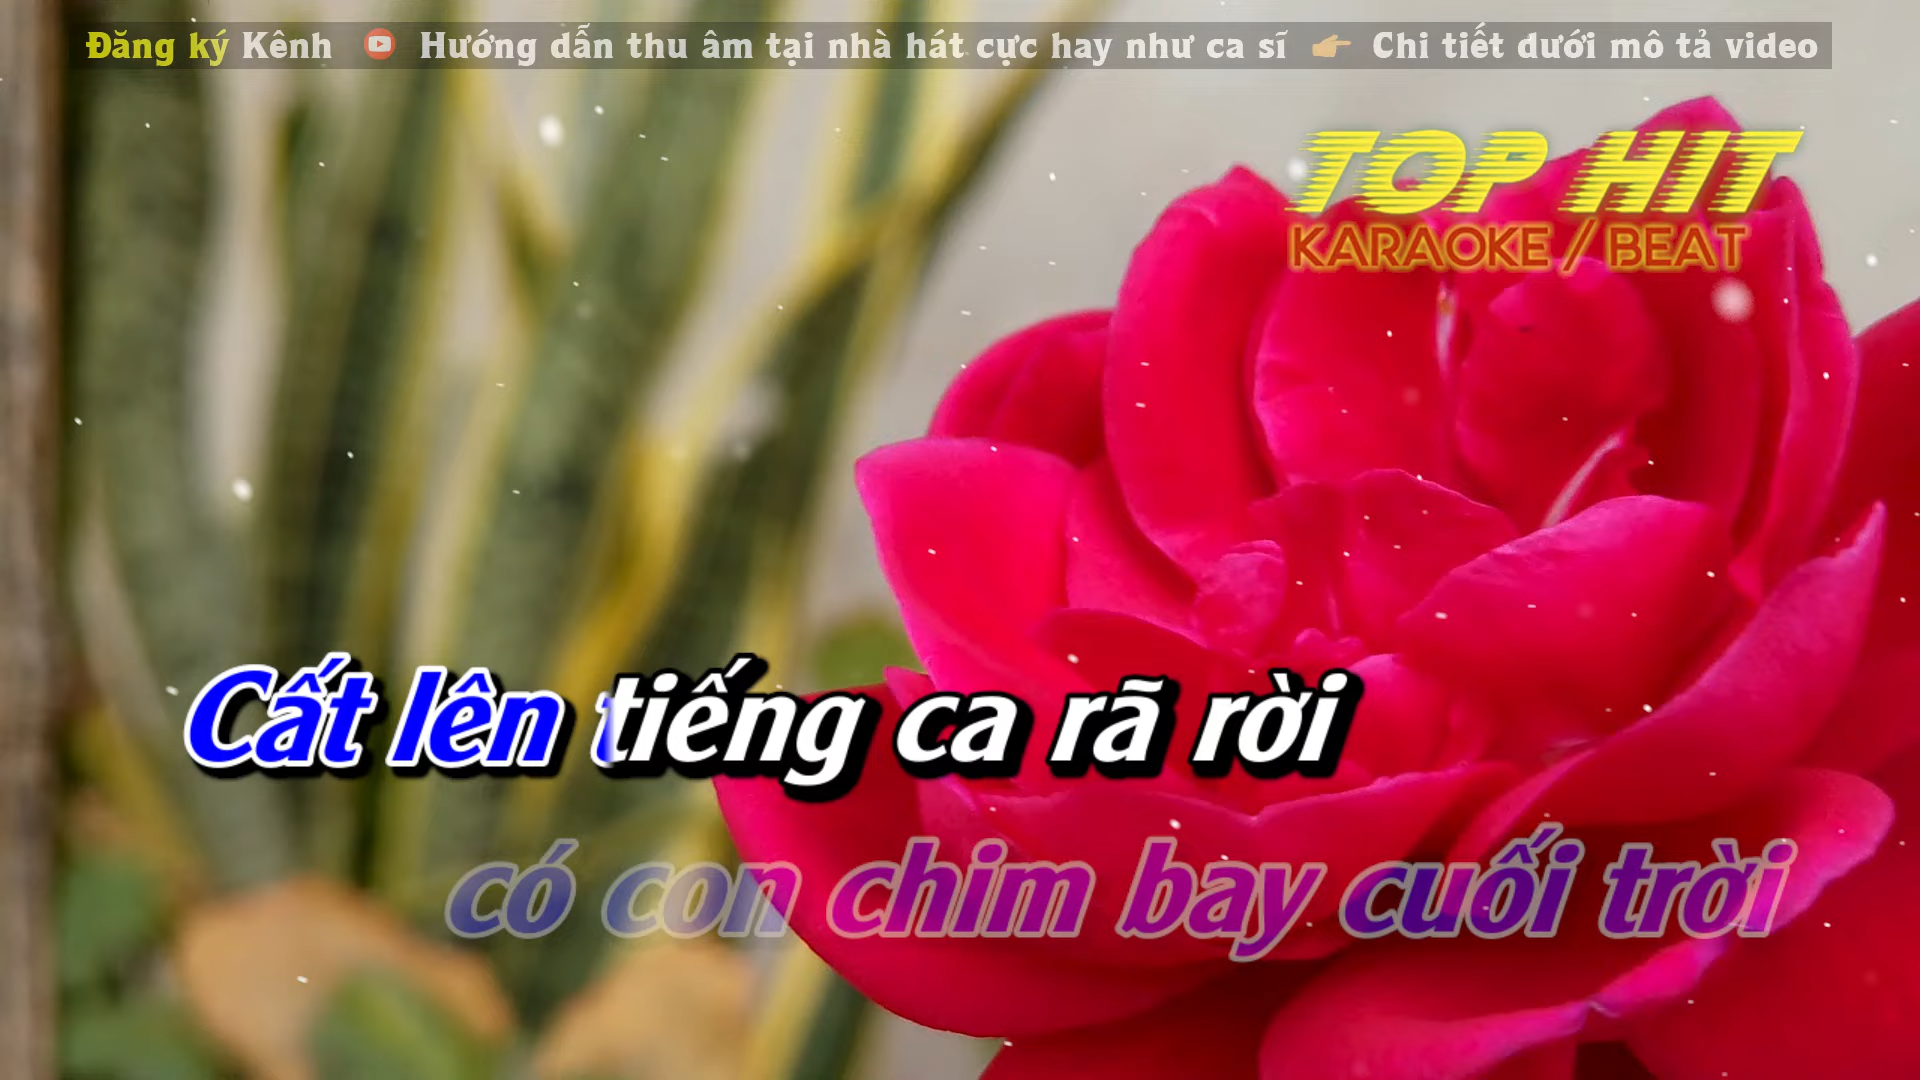 Đăng ký Kênh Hướng dẫn thu âm tại nhà hát cực hay như ca sĩ Chi tiết dưới mô tả video
TOP HIT
KARAOKE / BEAT
Cất lên tiếng ca rã rời
có con chim bay cuối trời